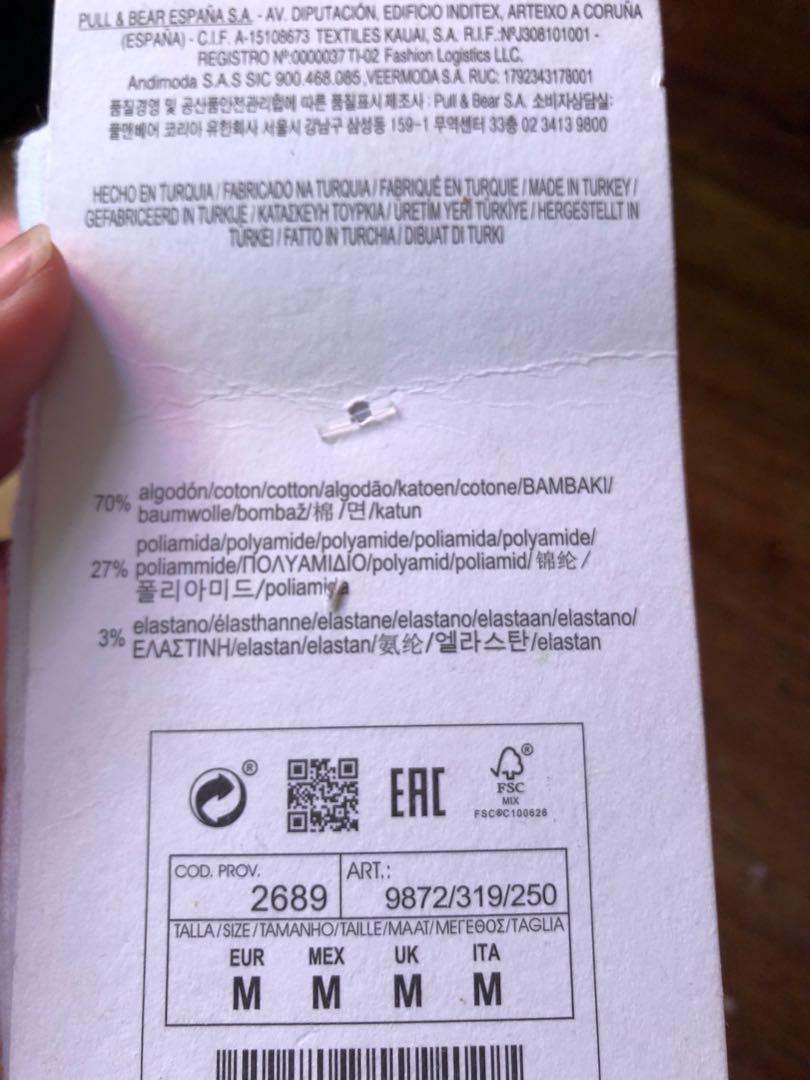 PULL & BEAR ESPAÑA S.A. - AV. DIPUTACIÓN, EDIFICIO INDITEX, ARTEIXO A CORUÑA
(ESPAÑA) - C.I.F. A-15108673 TEXTILES KAUAI, S.A. R.I.F.:NºJ308101001 -
REGISTRO Nº:0000037 TI-02 Fashion Logistics LLC.
Andimoda S.A.S SIC 900.468.085 ,VEERMODA S.A. RUC: 1792343178001
품질경영 및 공산품안전관리법에 따른 품질표시 제조사 : Pull & Bear S.A. 소비자상담실:
풀앤베어 코리아 유한회사 서울시 강남구 삼성동 159-1 무역센터 33층 02 3413 9800
HECHO EN TURQUIA / FABRICADO NA TURQUIA / FABRIQUÉ EN TURQUIE / MADE IN TURKEY /
GEFABRICEERD IN TURKIJE / ΚΑΤΑΣΚΕΥΗ ΤΟΥΡΚΙΑ / ÜRETİM YERİ TÜRKİYE / HERGESTELLT IN
TÜRKEI / FATTO IN TURCHIA / DIBUAT DI TURKI
70% algodón/coton/cotton/algodão/katoen/cotone/BAMBAKI/
baumwolle/bombaž/棉/면/katun
poliamida/polyamide/polyamide/poliamida/polyamide/
27% poliammide/ΠΟΛΥΑΜΙΔΙΟ/polyamid/poliamid/锦纶/
폴리아미드/poliamida
3% elastano/élasthanne/elastane/elastano/elastaan/elastano/
ΕΛΑΣΤΙΝΗ/elastan/elastan/氨纶/엘라스탄/elastan
® EAC ®
FSC
MIX
FSC®C100626
COD. PROV. ART.:
2689 9872/319/250
TALLA/SIZE/TAMANHO/TAILLE/MAAT/ΜΕΓΕΘΟΣ/TAGLIA
EUR MEX UK ITA
M M M M